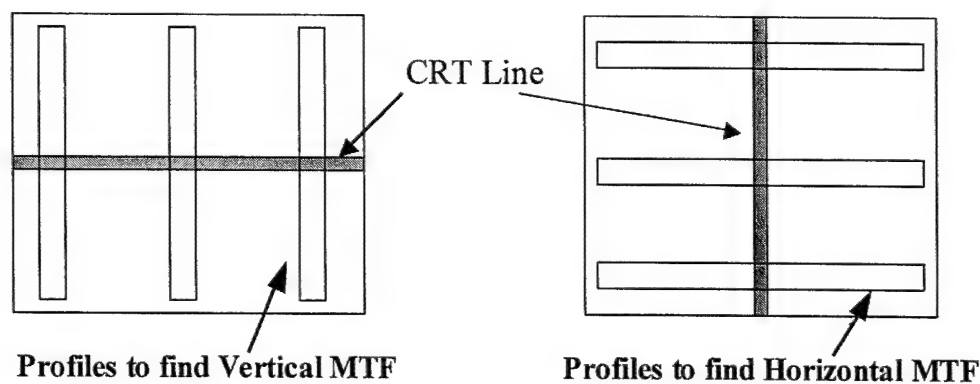 CRT Line
Profiles to find Vertical MTF
Profiles to find Horizontal MTF